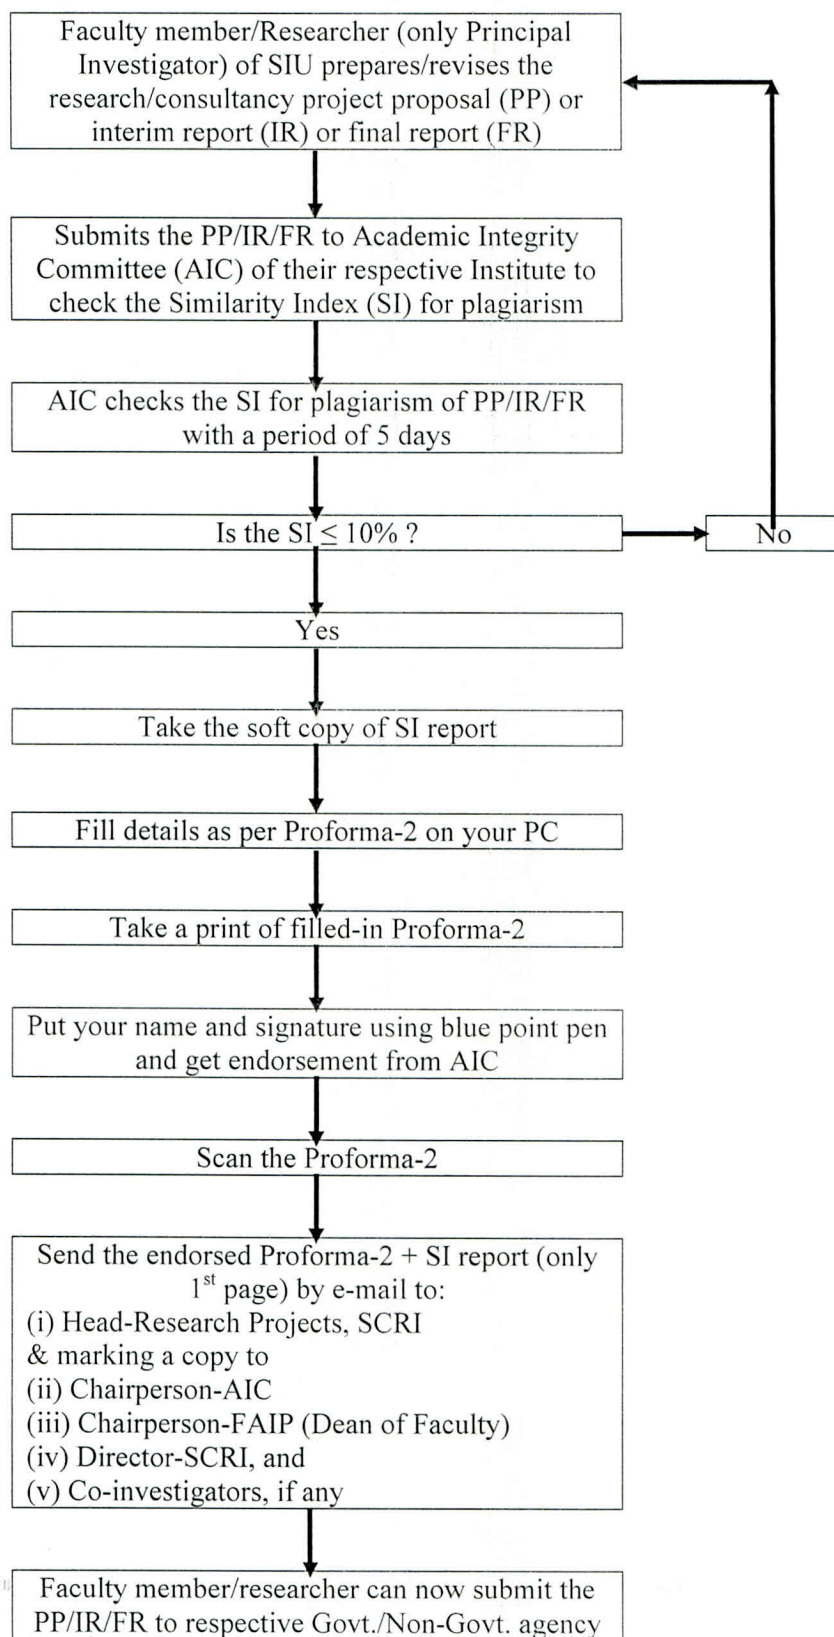 Faculty member/Researcher (only Principal
Investigator) of SIU prepares/revises the
research/consultancy project proposal (PP) or
interim report (IR) or final report (FR)
Submits the PP/IR/FR to Academic Integrity
Committee (AIC) of their respective Institute to
check the Similarity Index (SI) for plagiarism
AIC checks the SI for plagiarism of PP/IR/FR
with a period of 5 days
Is the SI ≤ 10% ?
No
Yes
Take the soft copy of SI report
Fill details as per Proforma-2 on your PC
Take a print of filled-in Proforma-2
Put your name and signature using blue point pen
and get endorsement from AIC
Scan the Proforma-2
Send the endorsed Proforma-2 + SI report (only
1st page) by e-mail to:
(i) Head-Research Projects, SCRI
& marking a copy to
(ii) Chairperson-AIC
(iii) Chairperson-FAIP (Dean of Faculty)
(iv) Director-SCRI, and
(v) Co-investigators, if any
Faculty member/researcher can now submit the
PP/IR/FR to respective Govt./Non-Govt. agency